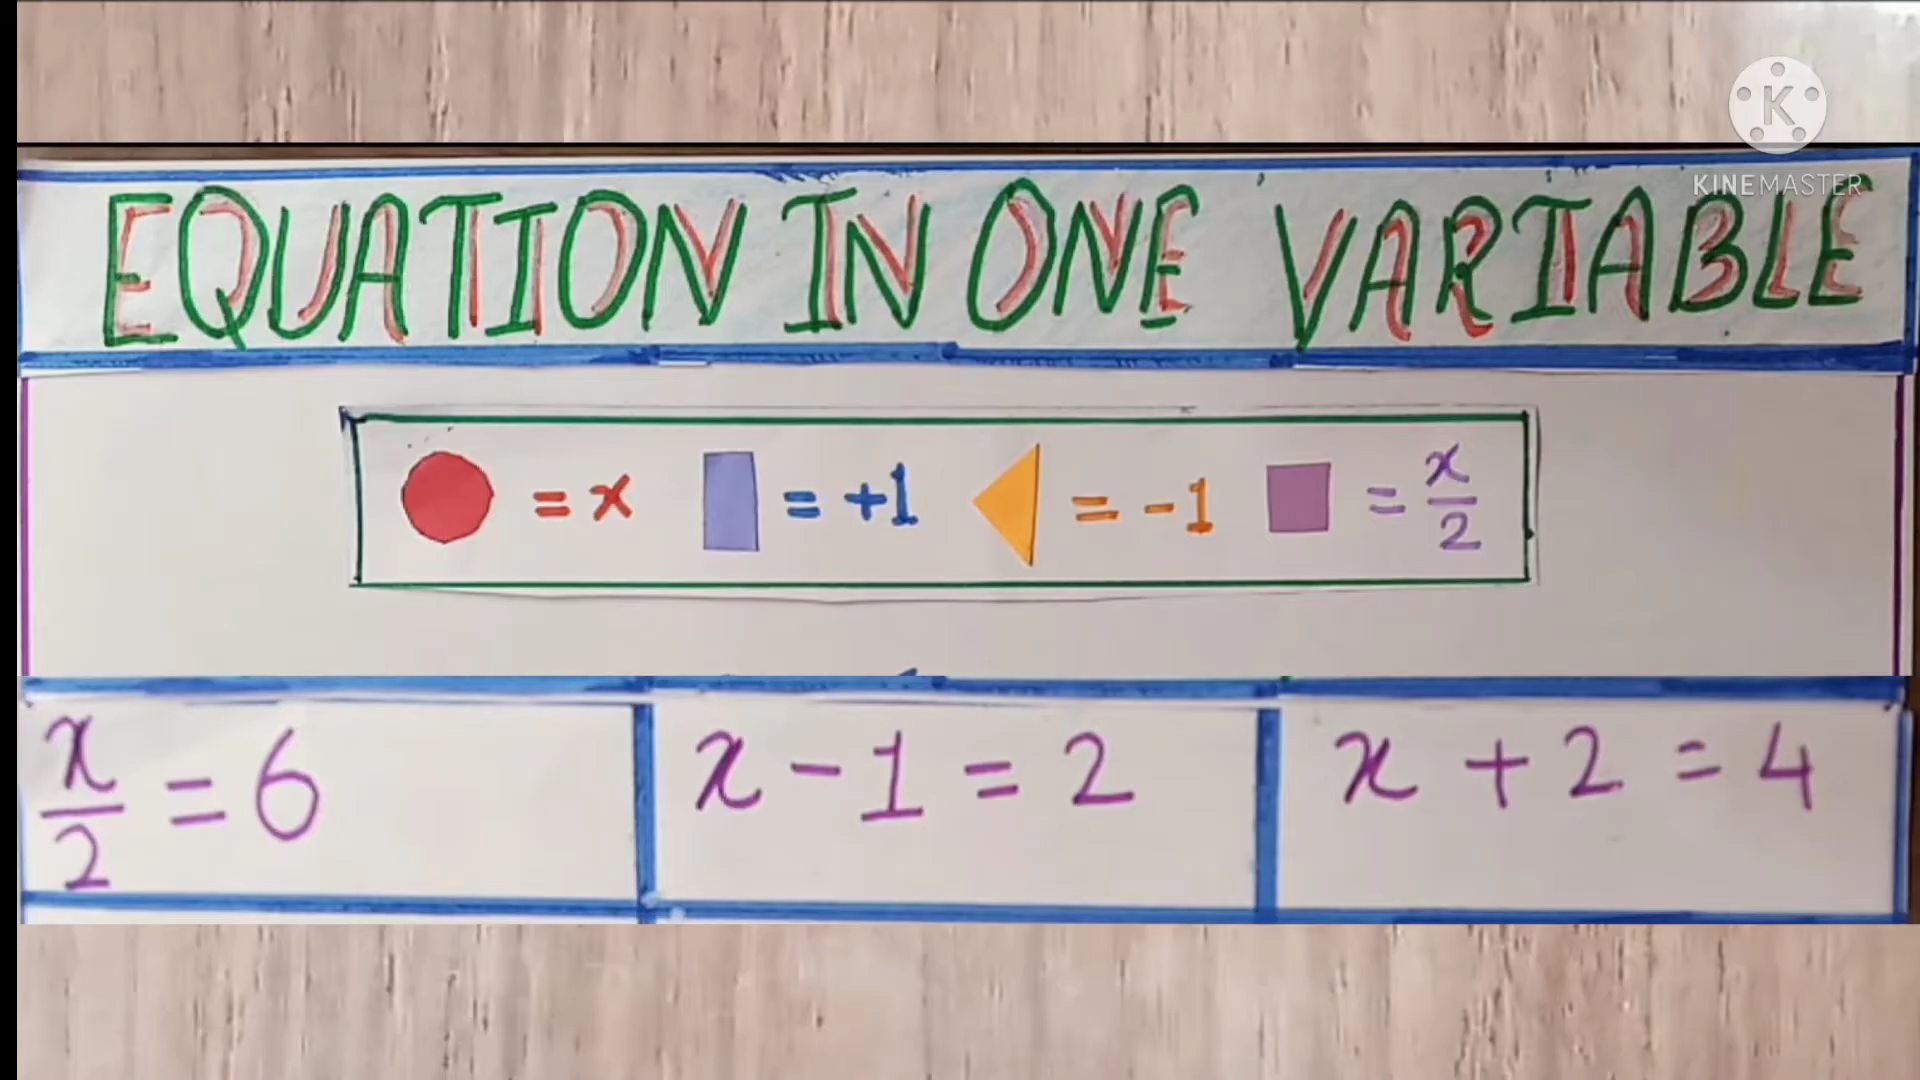 K
KINEMASTER
EQUATION IN ONE VARIABLE
= x = +1 = -1 = x/2
x/2 = 6
x - 1 = 2
x + 2 = 4